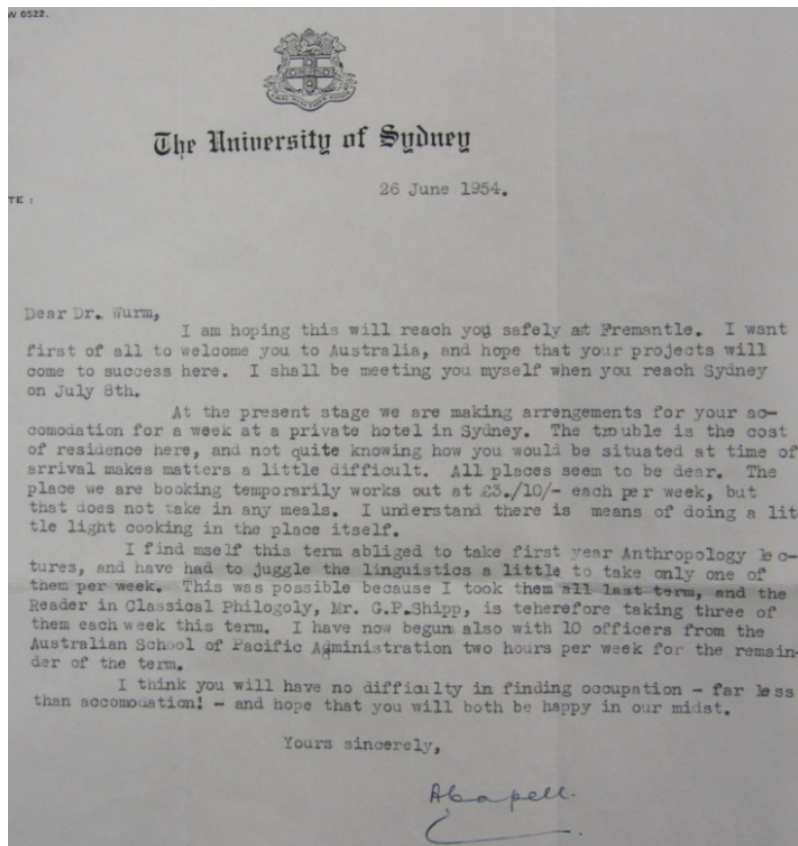 W 0522.
The University of Sydney
26 June 1954.
TE :
Dear Dr. Wurm,
I am hoping this will reach you safely at Fremantle. I want
first of all to welcome you to Australia, and hope that your projects will
come to success here. I shall be meeting you myself when you reach Sydney
on July 8th.
At the present stage we are making arrengements for your ac-
comodation for a week at a private hotel in Sydney. The trouble is the cost
of residence here, and not quite knowing how you would be situated at time of
arrival makes matters a little difficult. All places seem to be dear. The
place we are booking temporarily works out at £3./10/- each per week, but
that does not take in any meals. I understand there is means of doing a lit
tle light cooking in the place itself.
I find mself this term abliged to take first year Anthropology lec-
tures, and have had to juggle the linguistics a little to take only one of
them per week. This was possible because I took them all last term, and the
Reader in Classical Philogoly, Mr. G.P.Shipp, is teherefore taking three of
them each week this term. I have now begun also with 10 officers from the
Australian School of Pacific Administration two hours per week for the remain-
der of the term.
I think you will have no difficulty in finding occupation - far less
than accomoation! - and hope that you will both be happy in our midst.
Yours sincerely,
ACapell.